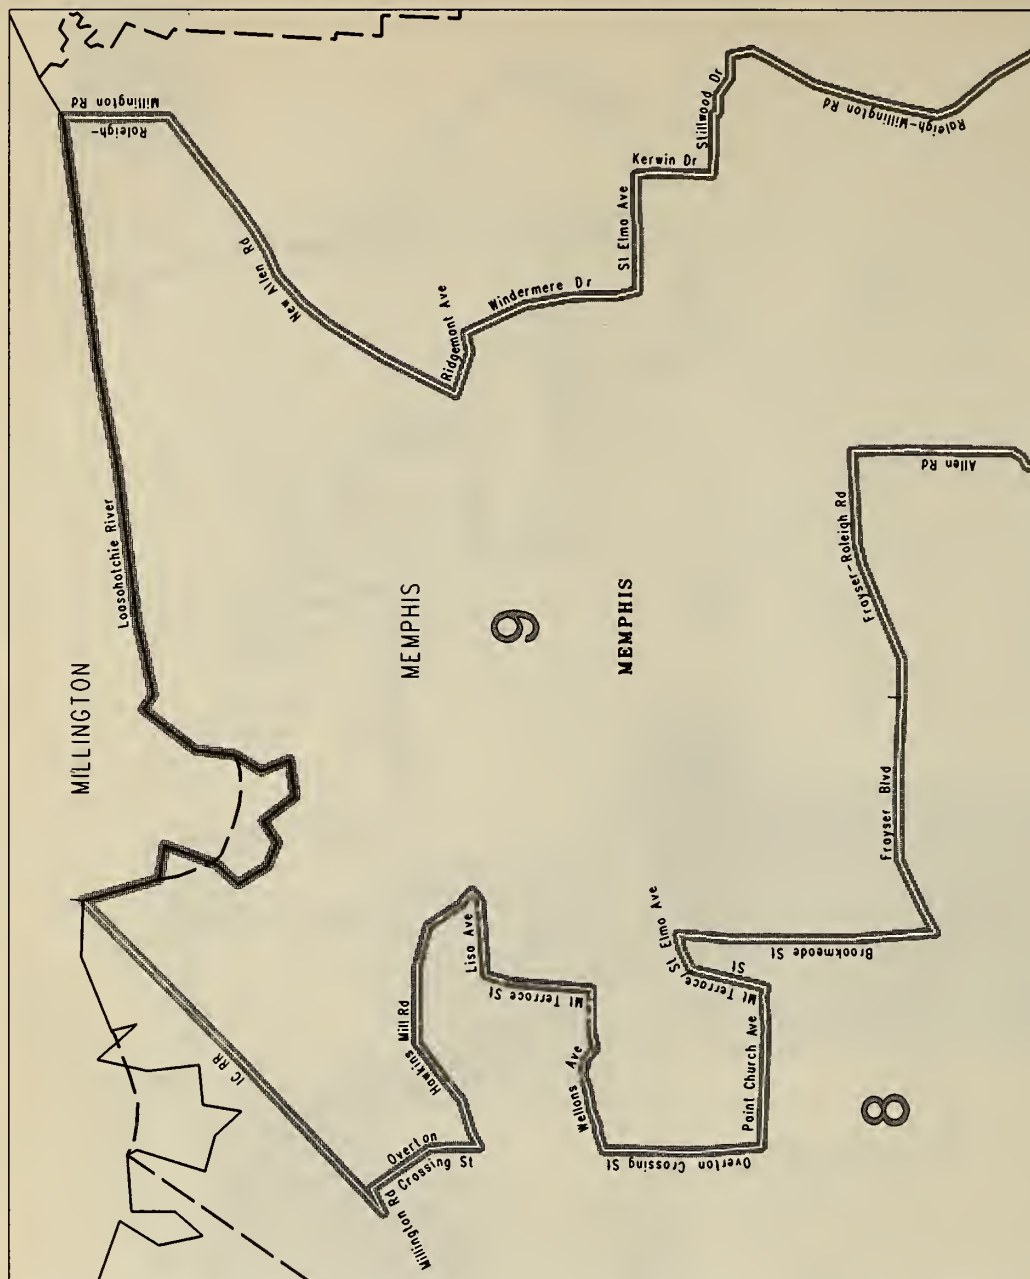 Raleigh-
Millington Rd
New Allen Rd
Loosahatchie River
MILLINGTON
Ridgemont Ave
Windermere Dr
St Elmo Ave
Kerwin Dr
Stillwood Dr
Raleigh-Millington Rd
MEMPHIS
9
MEMPHIS
Allen Rd
Frayser-Raleigh Rd
Frayser Blvd
IC RR
Hawkins Mill Rd
Lisa Ave
Mt Terrace St
Wellons Ave
St Elmo Ave
Mt Terrace St
Brookmeade St
Point Church Ave
Overton Crossing St
Overton
Crossing St
Millington Rd
8